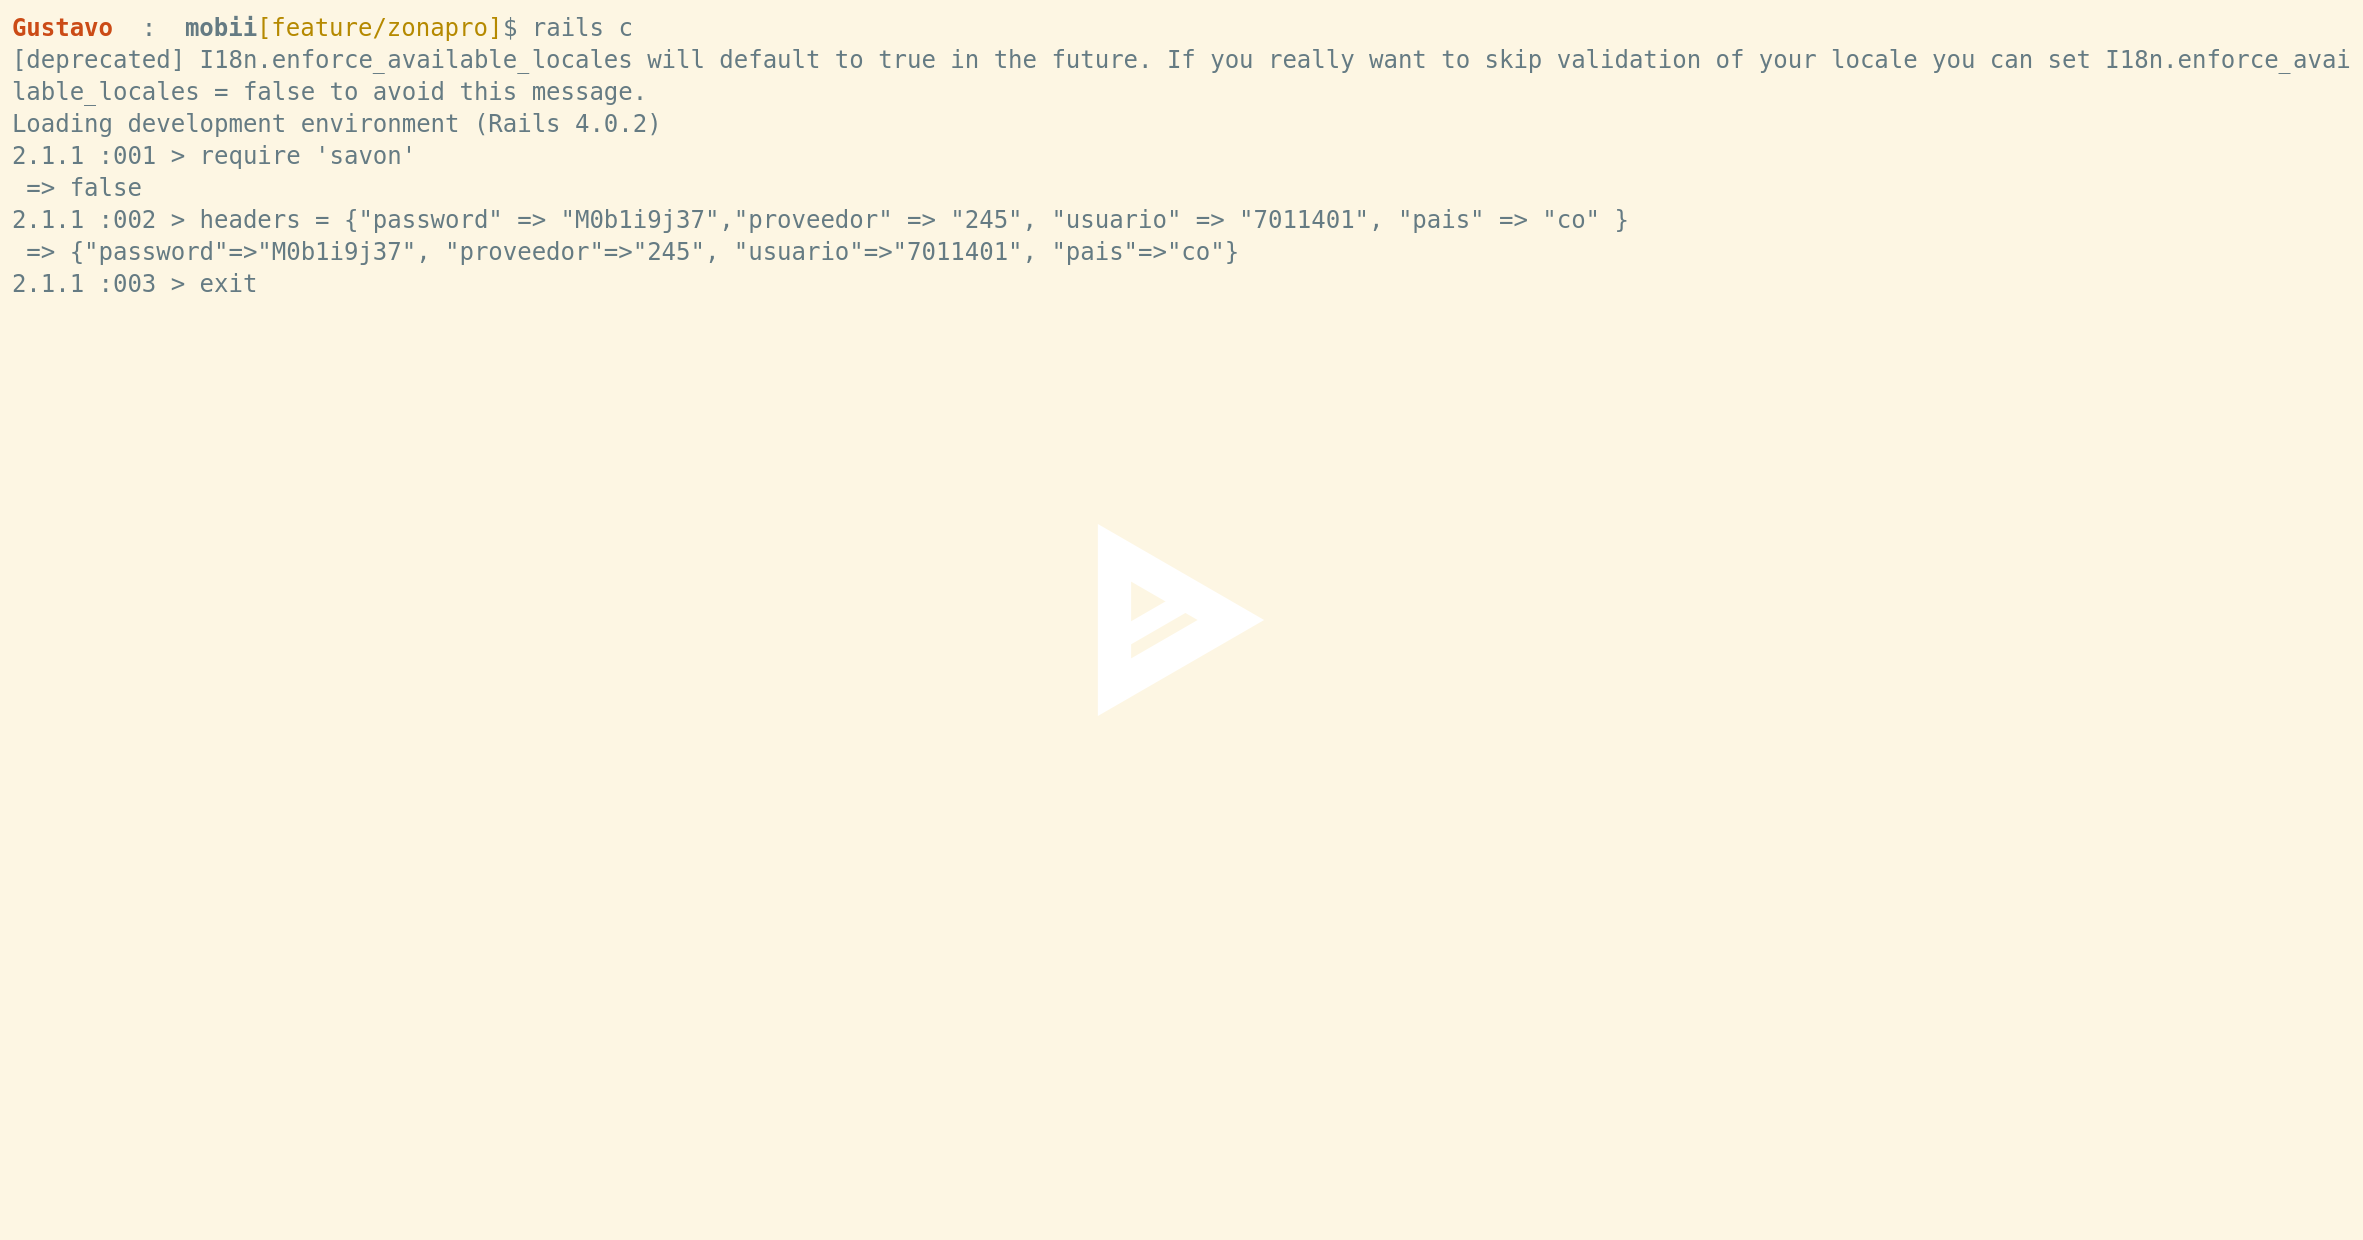 Gustavo  :  mobii[feature/zonapro]$ rails c
[deprecated] I18n.enforce_available_locales will default to true in the future. If you really want to skip validation of your locale you can set I18n.enforce_avai
lable_locales = false to avoid this message.
Loading development environment (Rails 4.0.2)
2.1.1 :001 > require 'savon'
 => false
2.1.1 :002 > headers = {"password" => "M0b1i9j37","proveedor" => "245", "usuario" => "7011401", "pais" => "co" }
 => {"password"=>"M0b1i9j37", "proveedor"=>"245", "usuario"=>"7011401", "pais"=>"co"}
2.1.1 :003 > exit